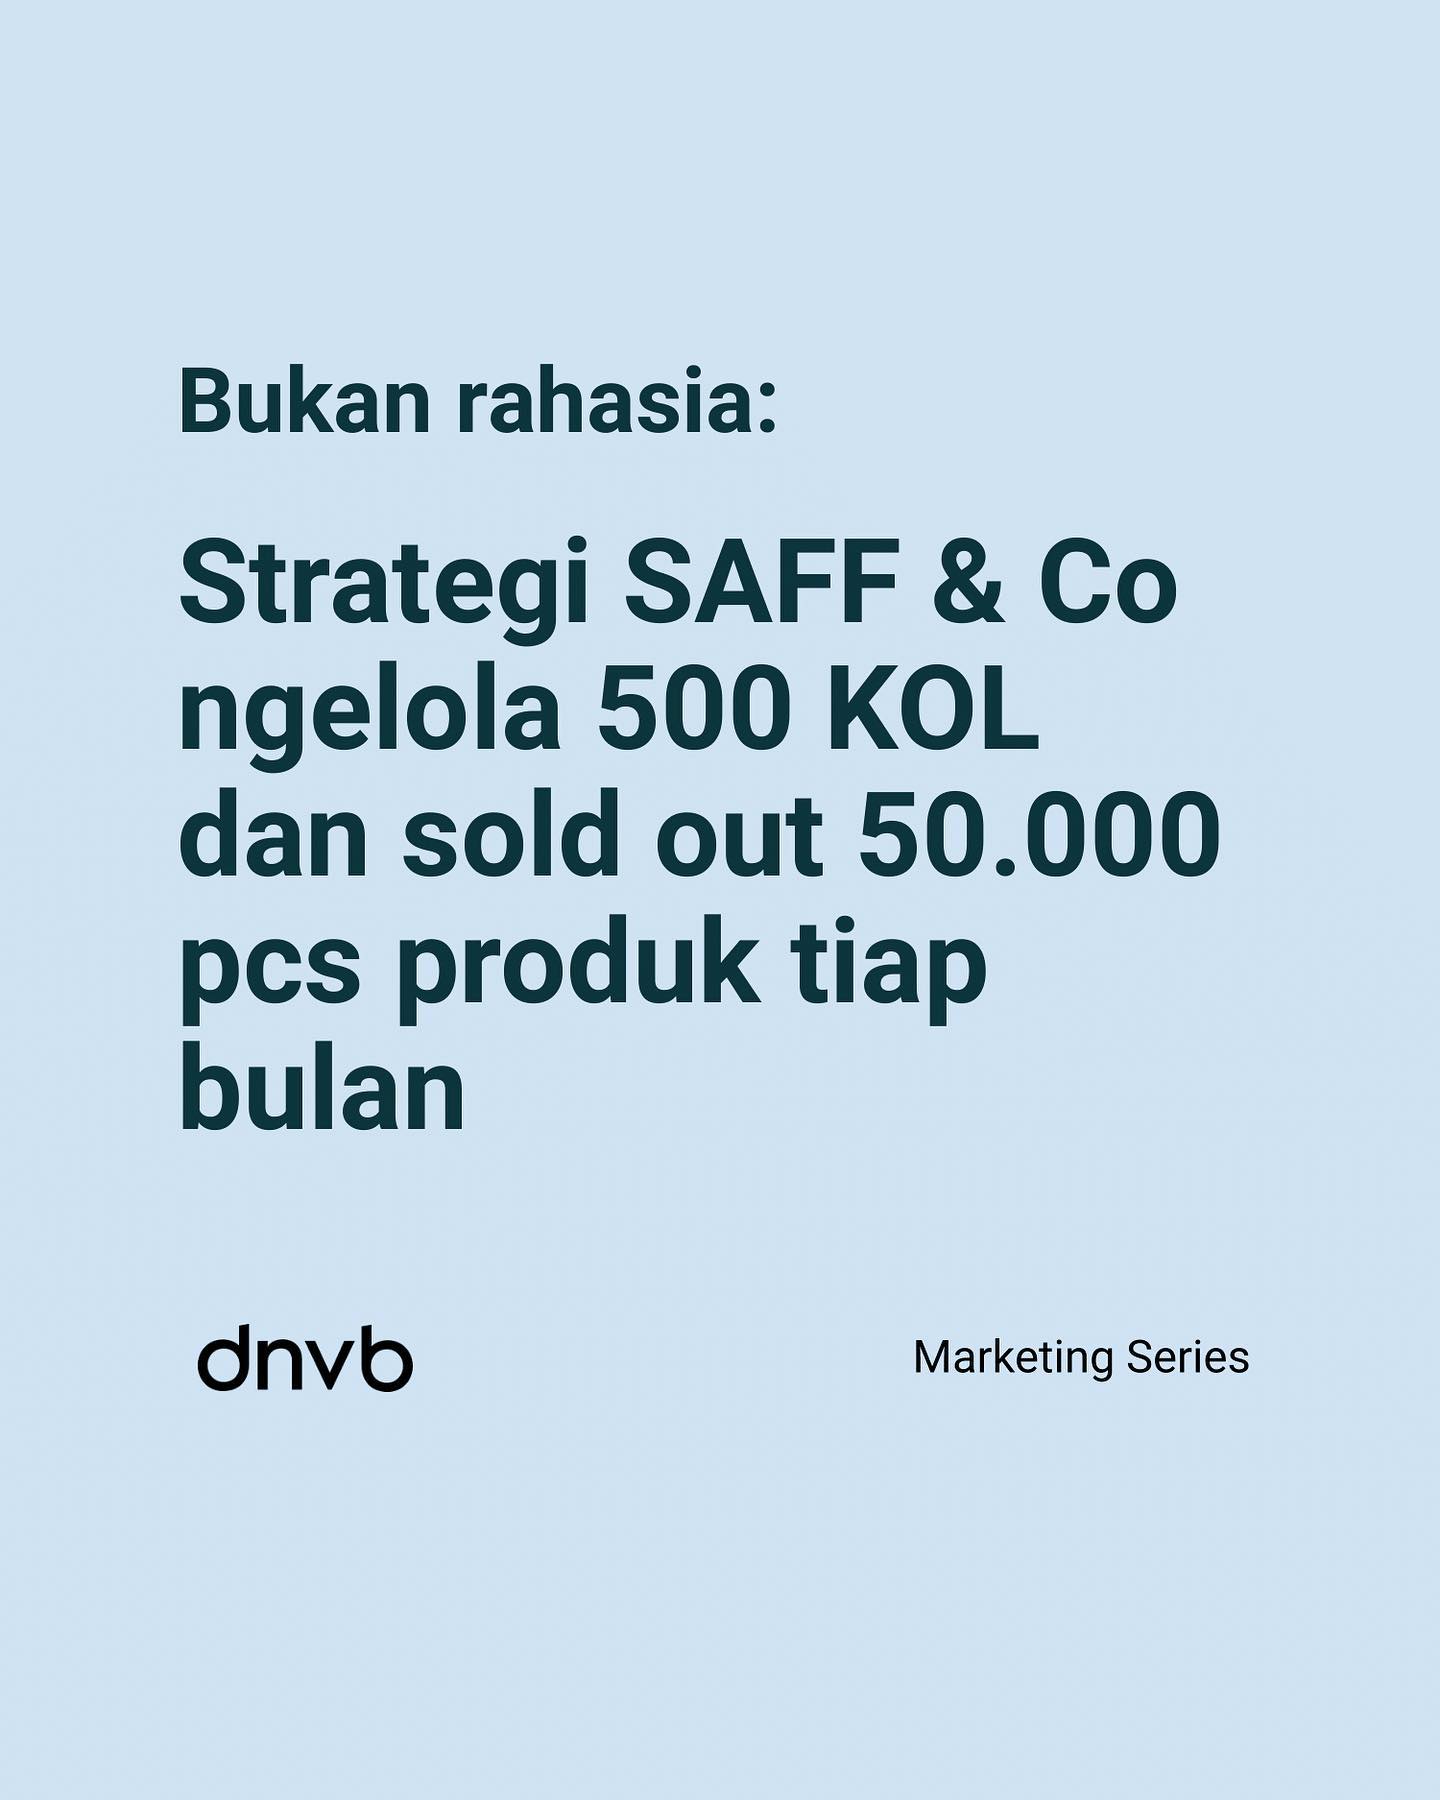 Bukan rahasia:
Strategi SAFF & Co
ngelola 500 KOL
dan sold out 50.000
pcs produk tiap
bulan
dnvb
Marketing Series